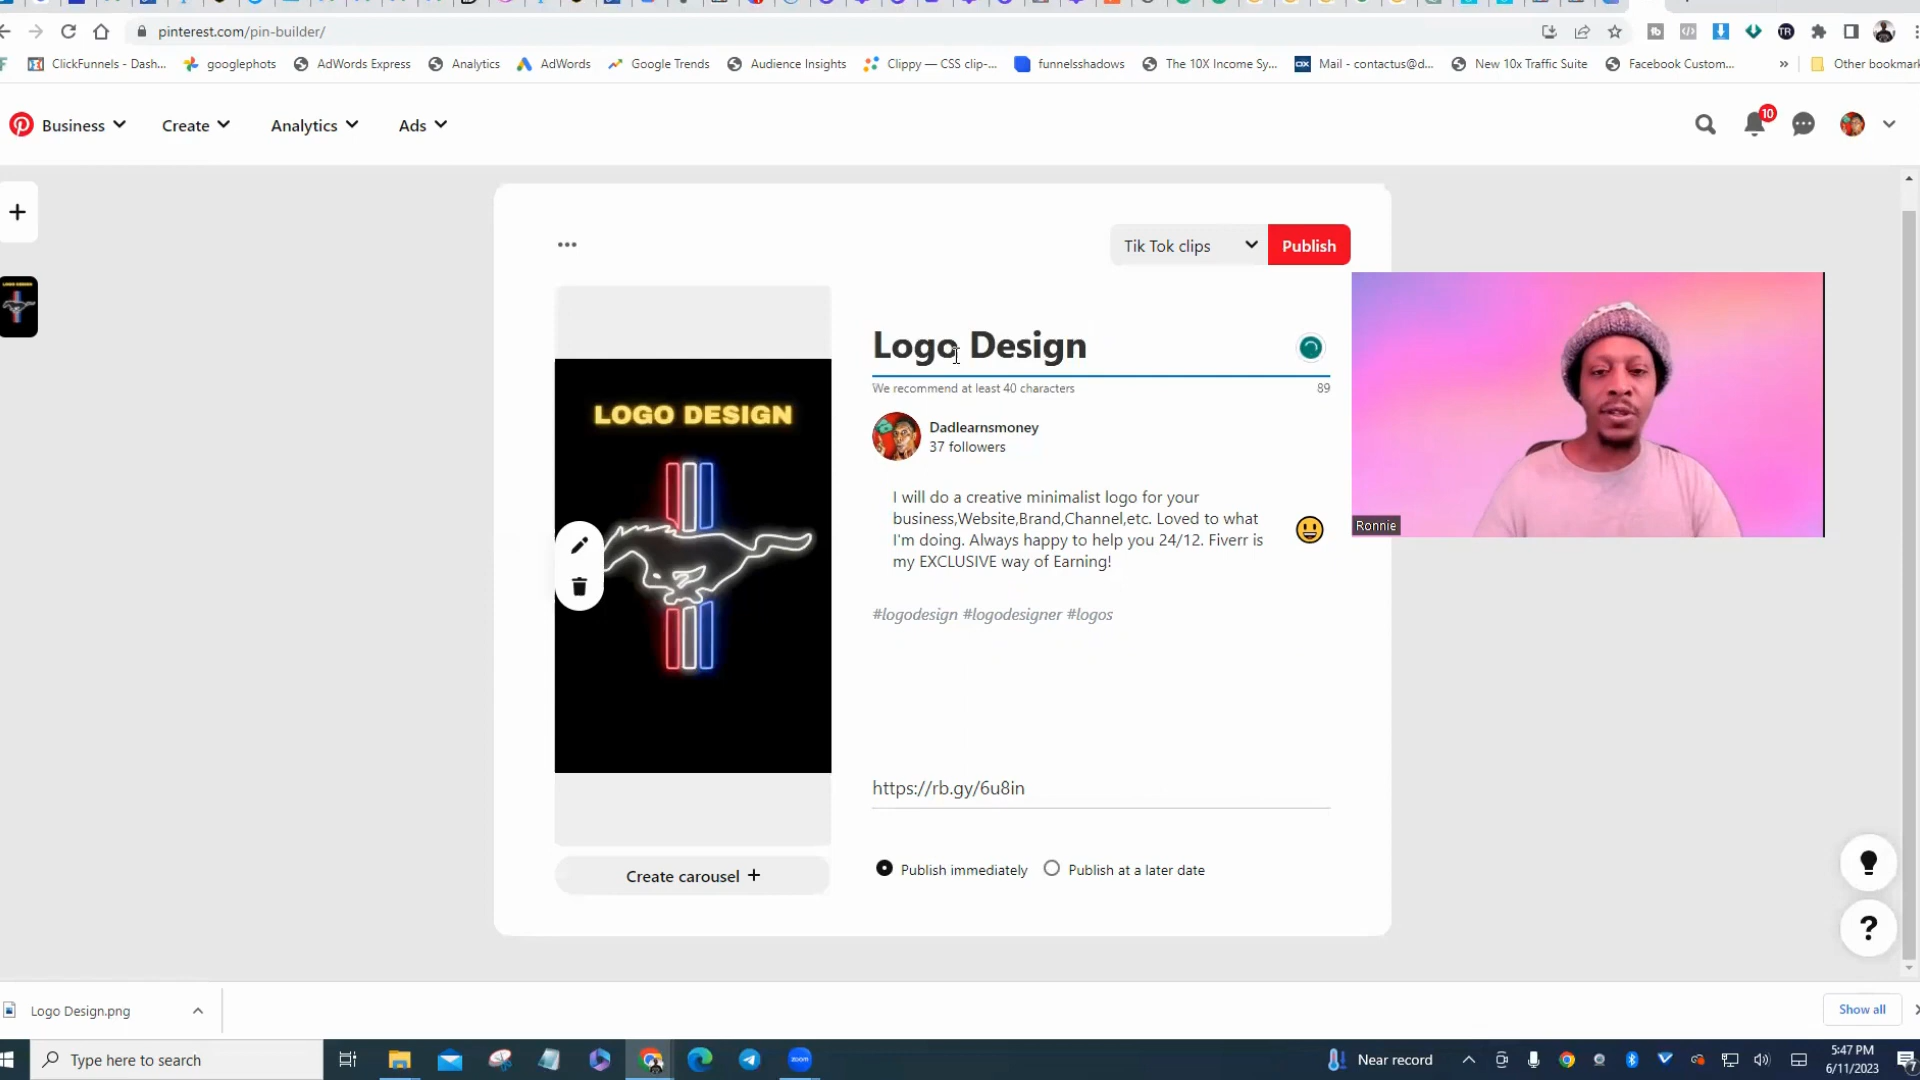 pinterest.com/pin-builder/
ClickFunnels - Dash...
googlephots
AdWords Express
Analytics
AdWords
Google Trends
Audience Insights
Clippy — CSS clip-...
funnelsshadows
The 10X Income Sy...
Mail - contactus@d...
New 10x Traffic Suite
Facebook Custom...
»
Other bookmark
Business
Create
Analytics
Ads
10
Tik Tok clips
Publish
LOGO DESIGN
Logo Design
We recommend at least 40 characters
89
Dadlearnsmoney
37 followers
I will do a creative minimalist logo for your
business,Website,Brand,Channel,etc. Loved to what
I'm doing. Always happy to help you 24/12. Fiverr is
my EXCLUSIVE way of Earning!
#logodesign #logodesigner #logos
https://rb.gy/6u8in
Publish immediately
Publish at a later date
Create carousel +
Ronnie
?
Logo Design.png
Show all
Type here to search
zoom
Near record
5:47 PM
6/11/2023
7